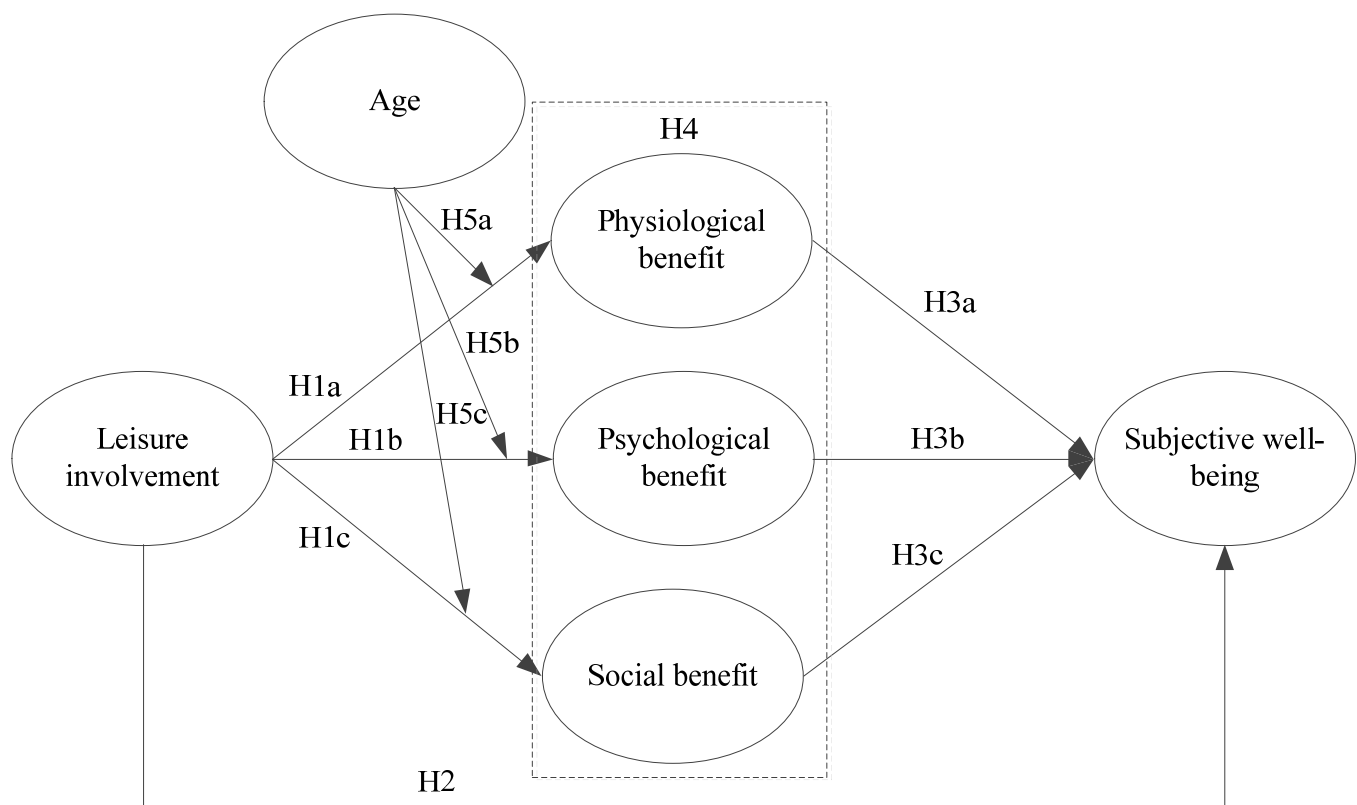 Age
H4
Physiological
benefit
H5a
H3a
H5b
H1a
H5c
Leisure
involvement
H1b
Psychological
benefit
H3b
Subjective well-
being
H1c
H3c
Social benefit
H2